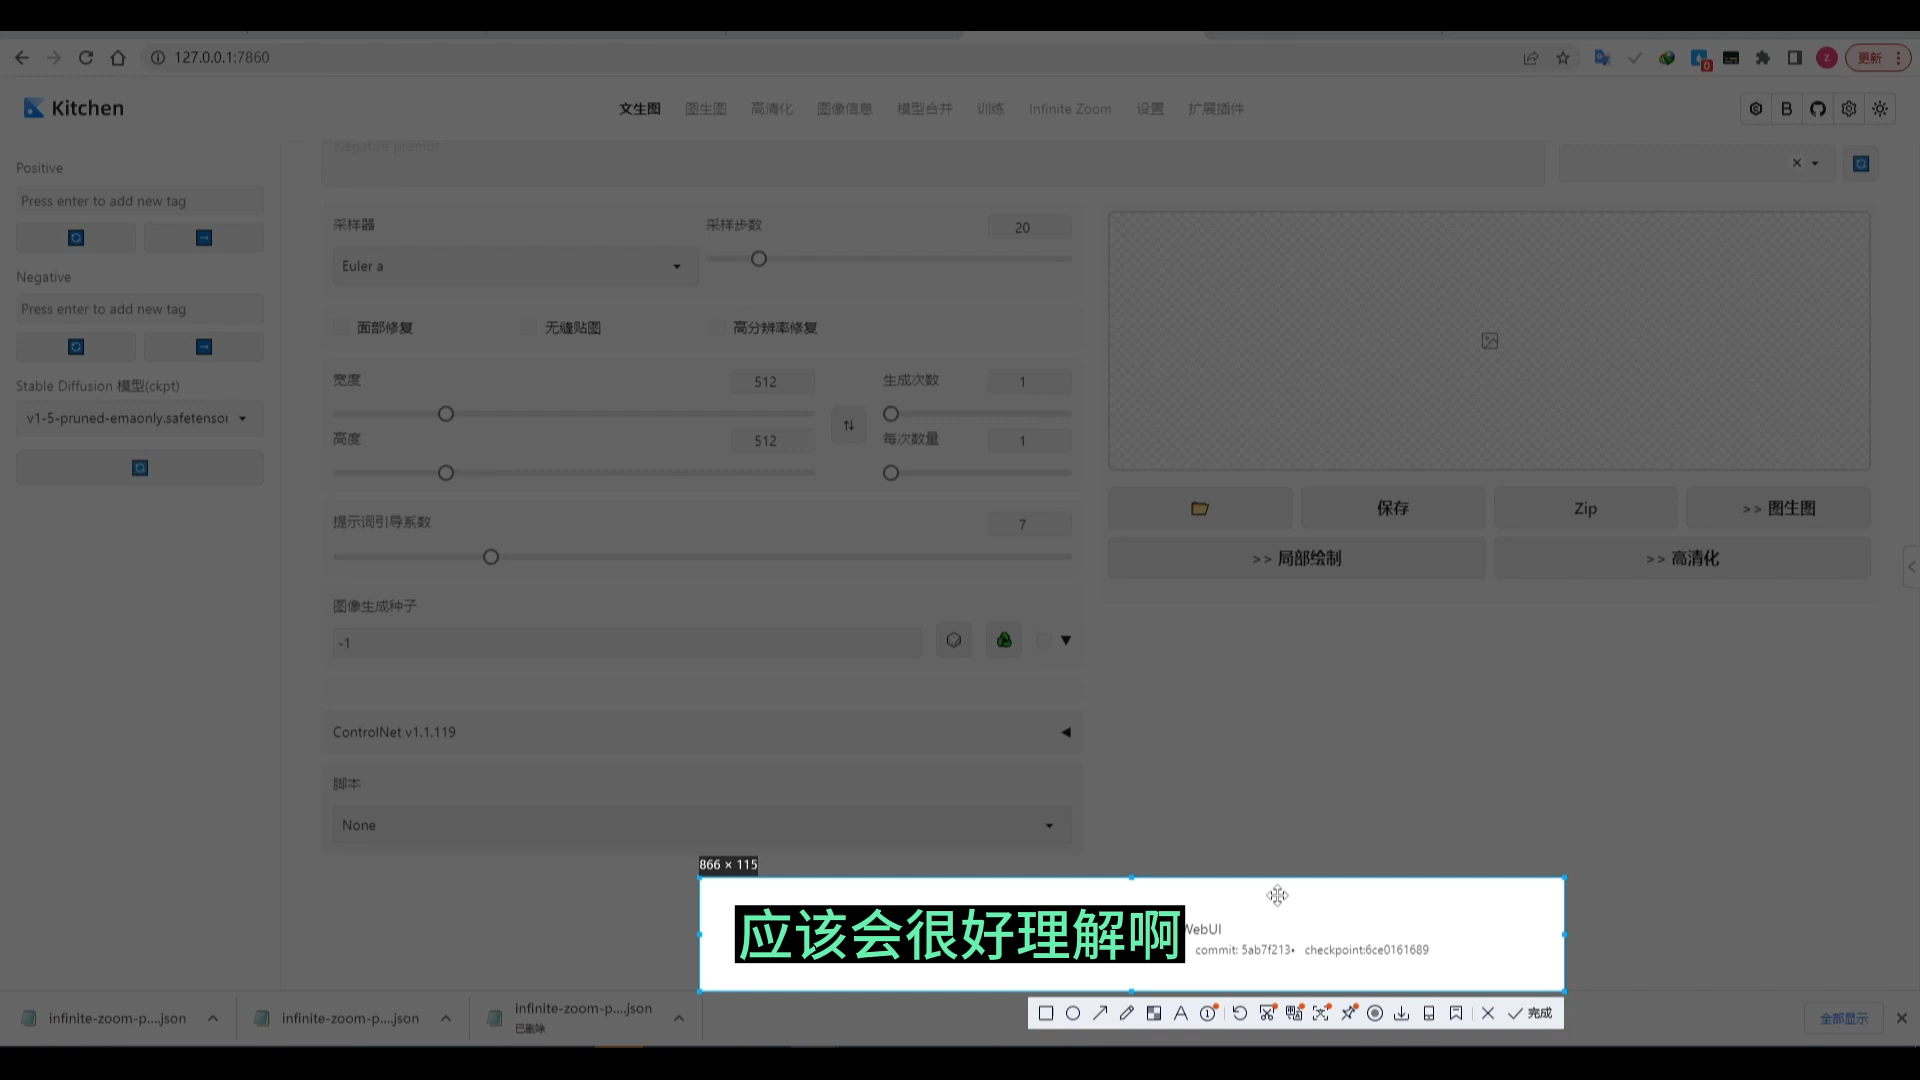 127.0.0.1:7860
0
Z
更新
Kitchen
文生图 图生图 高清化 图像信息 模型合并 训练 Infinite Zoom 设置 扩展插件
B
Positive
Negative prompt
Press enter to add new tag
采样器
采样步数
20
Euler a
Negative
Press enter to add new tag
面部修复
无缝贴图
高分辨率修复
Stable Diffusion 模型(ckpt)
v1-5-pruned-emaonly.safetensor
宽度
512
生成次数
1
高度
512
每次数量
1
保存
Zip
>> 图生图
>> 局部绘制
>> 高清化
提示词引导系数
7
图像生成种子
-1
ControlNet v1.1.119
脚本
None
866 × 115
应该会很好理解啊
WebUI
commit: 5ab7f213• checkpoint:6ce0161689
infinite-zoom-p....json
infinite-zoom-p....json
infinite-zoom-p....json
已删除
完成
全部显示